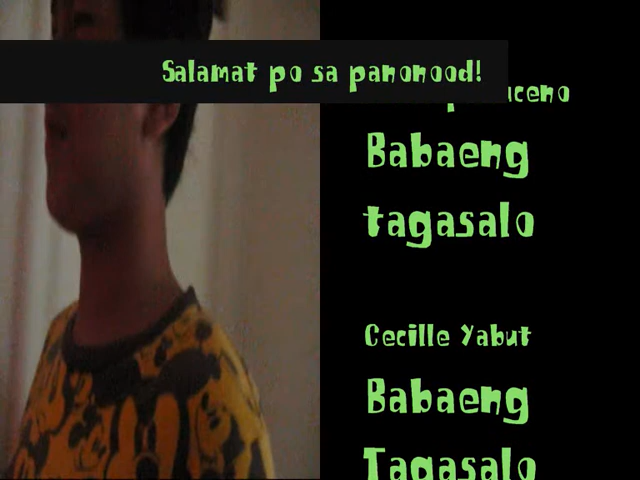 Salamat po sa panonood!
Babaeng
tagasalo
Cecille Yabut
Babaeng
Tagasalo